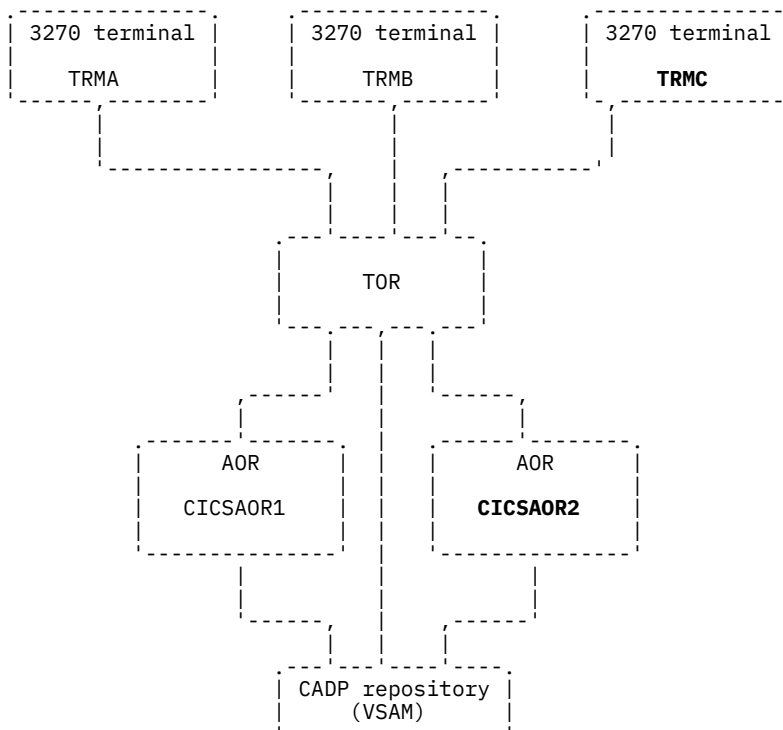 3270 terminal 3270 terminal 3270 terminal
TRMA TRMB TRMC
TOR
AOR AOR
CICSAOR1 CICSAOR2
CADP repository
(VSAM)